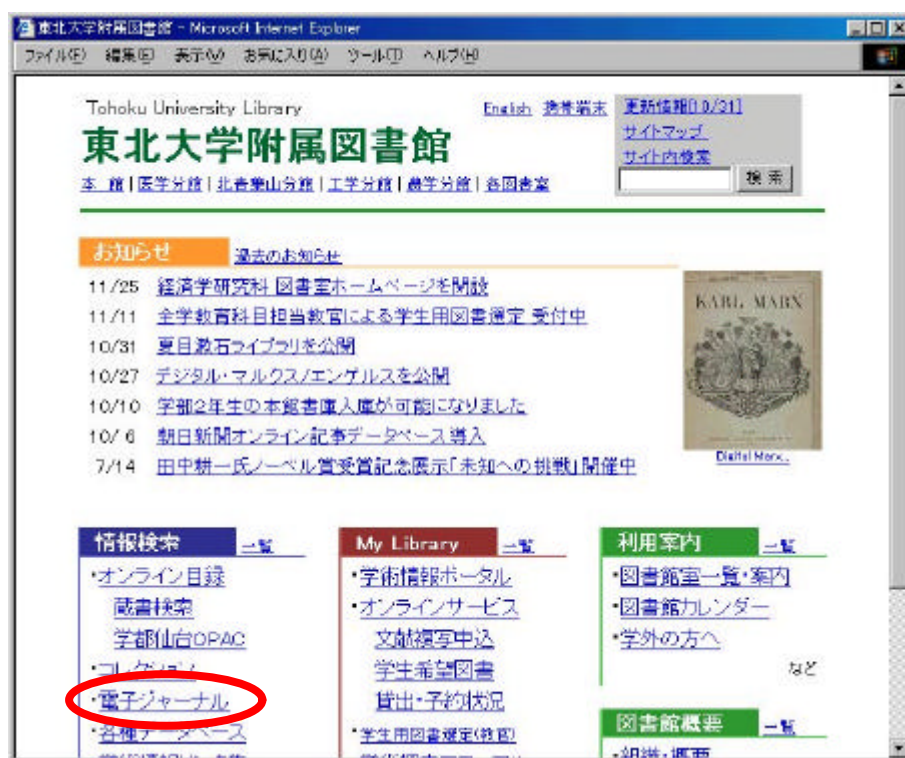 東北大学附属図書館 - Microsoft Internet Explorer
ファイル(F) 編集(E) 表示(V) お気に入り(A) ツール(T) ヘルプ(H)
Tohoku University Library
English 携帯端末
東北大学附属図書館
本 館 | 医学分館 | 北青葉山分館 | 工学分館 | 農学分館 | 各図書室
更新情報[10/31]
サイトマップ
サイト内検索
検 索
お知らせ 過去のお知らせ
11/25 経済学研究科 図書室ホームページを開設
11/11 全学教育科目担当教官による学生用図書選定 受付中
10/31 夏目漱石ライブラリを公開
10/27 デジタル・マルクス/エンゲルスを公開
10/10 学部2年生の本館書庫入庫が可能になりました
10/ 6 朝日新聞オンライン記事データベース導入
7/14 田中耕一氏ノーベル賞受賞記念展示「未知への挑戦」開催中
KARL MARX
Digital Marx..
情報検索 一覧
・オンライン目録
蔵書検索
学都仙台OPAC
・コレクション
・電子ジャーナル
・各種データベース
My Library 一覧
・学術情報ポータル
・オンラインサービス
文献複写申込
学生希望図書
貸出・予約状況
・学生用図書選定(教官)
利用案内 一覧
・図書館室一覧・案内
・図書館カレンダー
・学外の方へ
など
図書館概要 一覧
・組織・概要